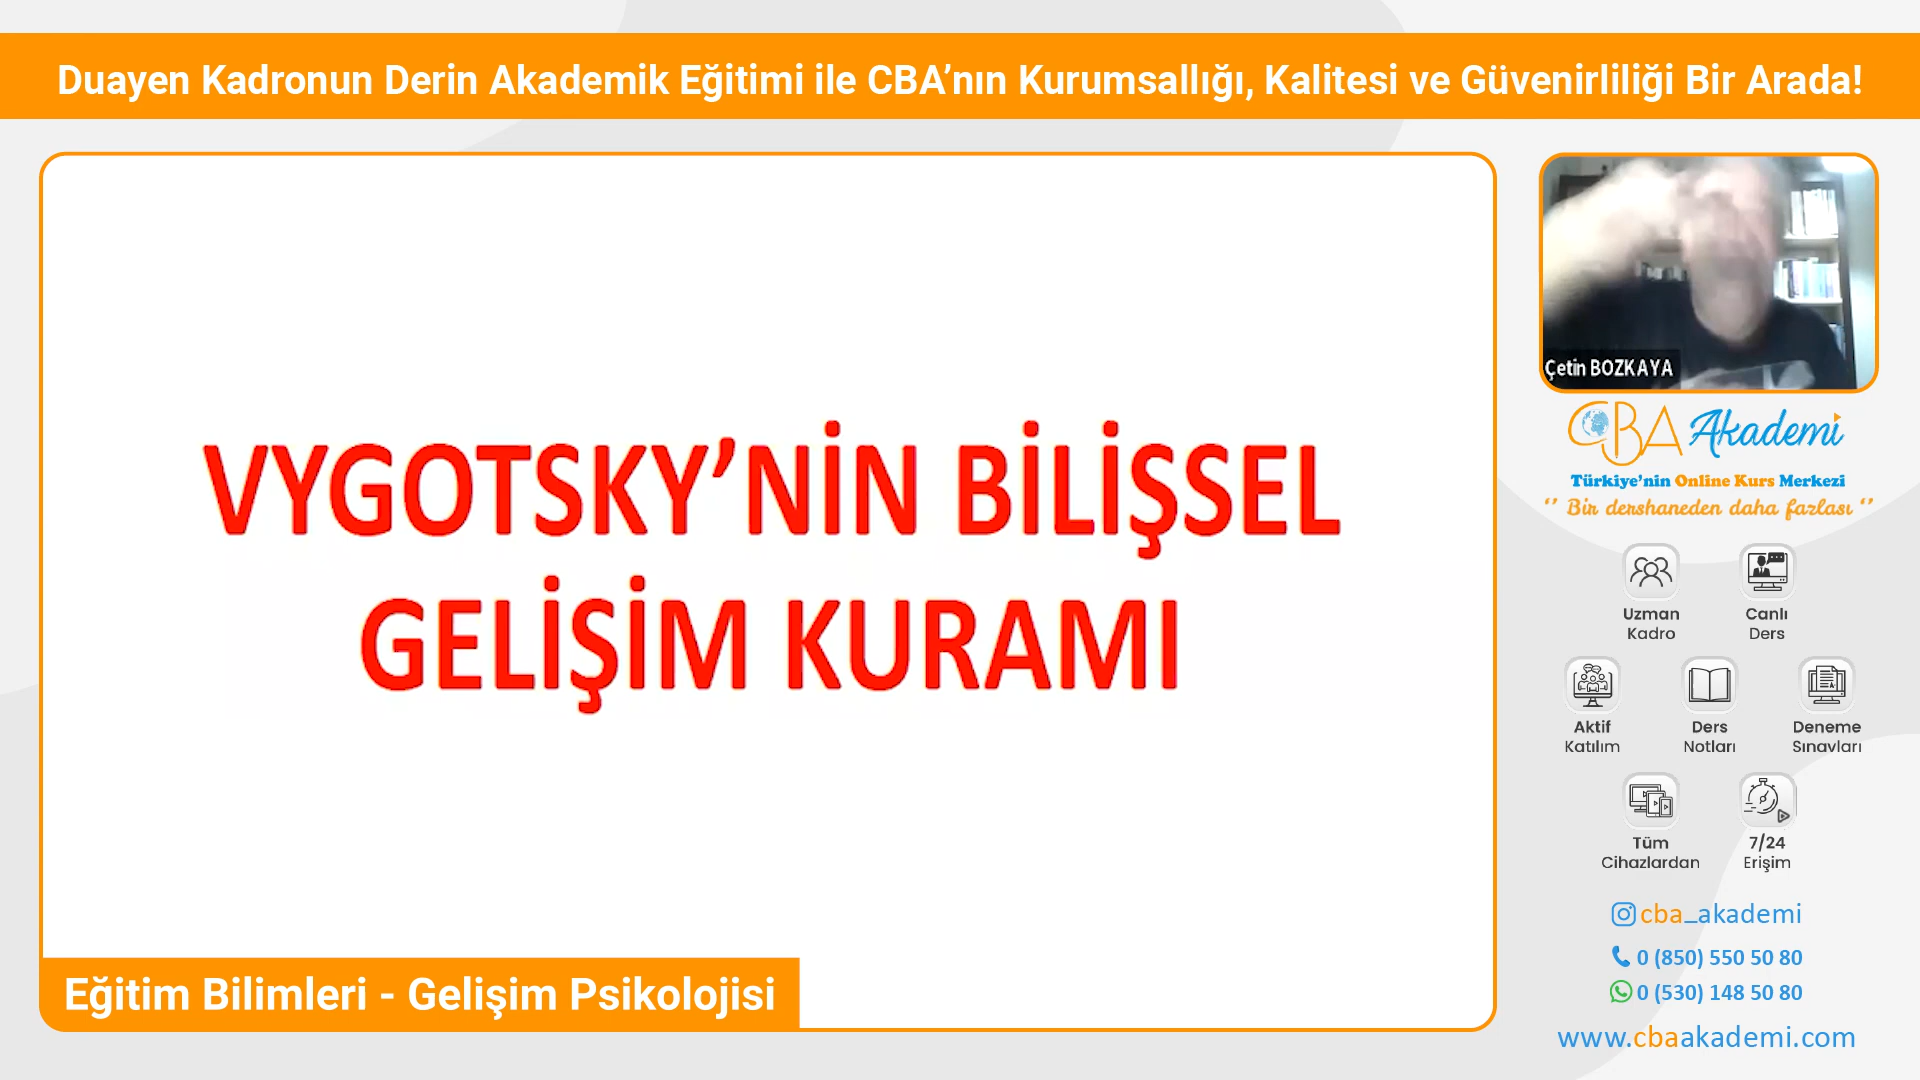 Duayen Kadronun Derin Akademik Eğitimi ile CBA’nın Kurumsallığı, Kalitesi ve Güvenirliliği Bir Arada!
VYGOTSKY’NİN BİLİŞSEL
GELİŞİM KURAMI
Eğitim Bilimleri - Gelişim Psikolojisi
Çetin BOZKAYA
CBA Akademi
Türkiye’nin Online Kurs Merkezi
‘’ Bir dershaneden daha fazlası ‘’
Uzman
Kadro
Canlı
Ders
Aktif
Katılım
Ders
Notları
Deneme
Sınavları
Tüm
Cihazlardan
7/24
Erişim
cba_akademi
0 (850) 550 50 80
0 (530) 148 50 80
www.cbaakademi.com